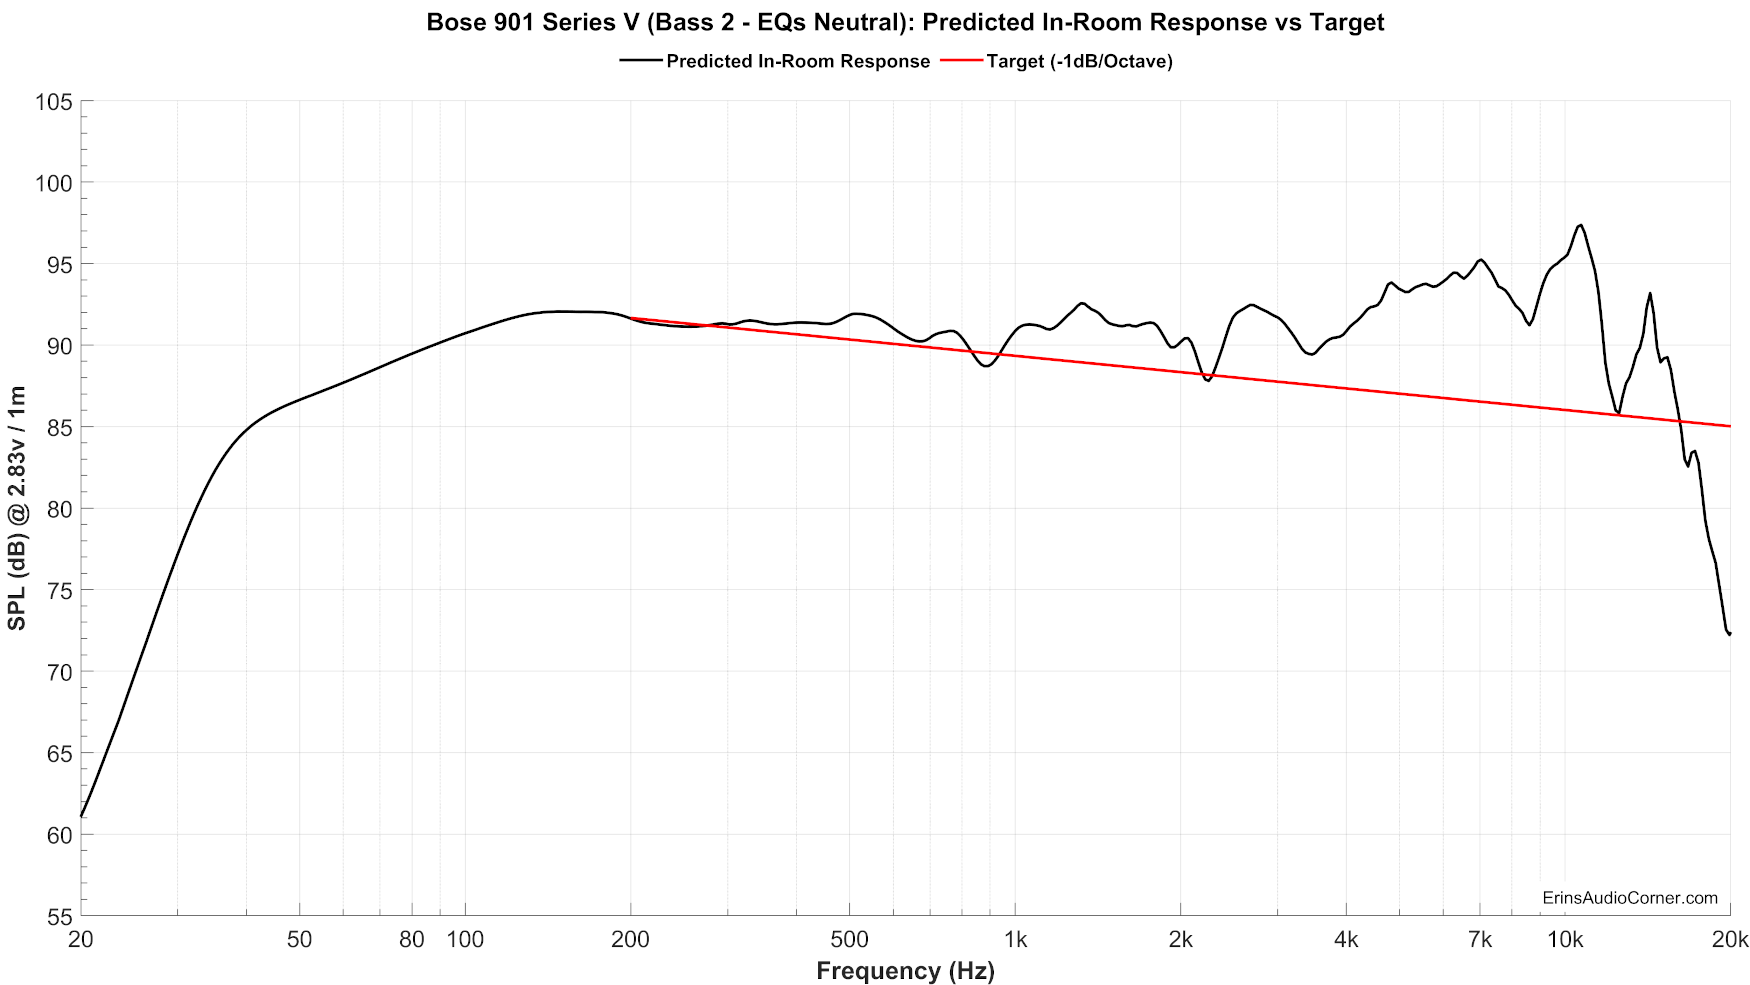 Bose 901 Series V (Bass 2 - EQs Neutral): Predicted In-Room Response vs Target
Predicted In-Room Response
Target (-1dB/Octave)
105
100
95
90
85
80
75
70
65
60
55
SPL (dB) @ 2.83v / 1m
ErinsAudioCorner.com
20 50 80 100 200 500 1k 2k 4k 7k 10k 20k
Frequency (Hz)